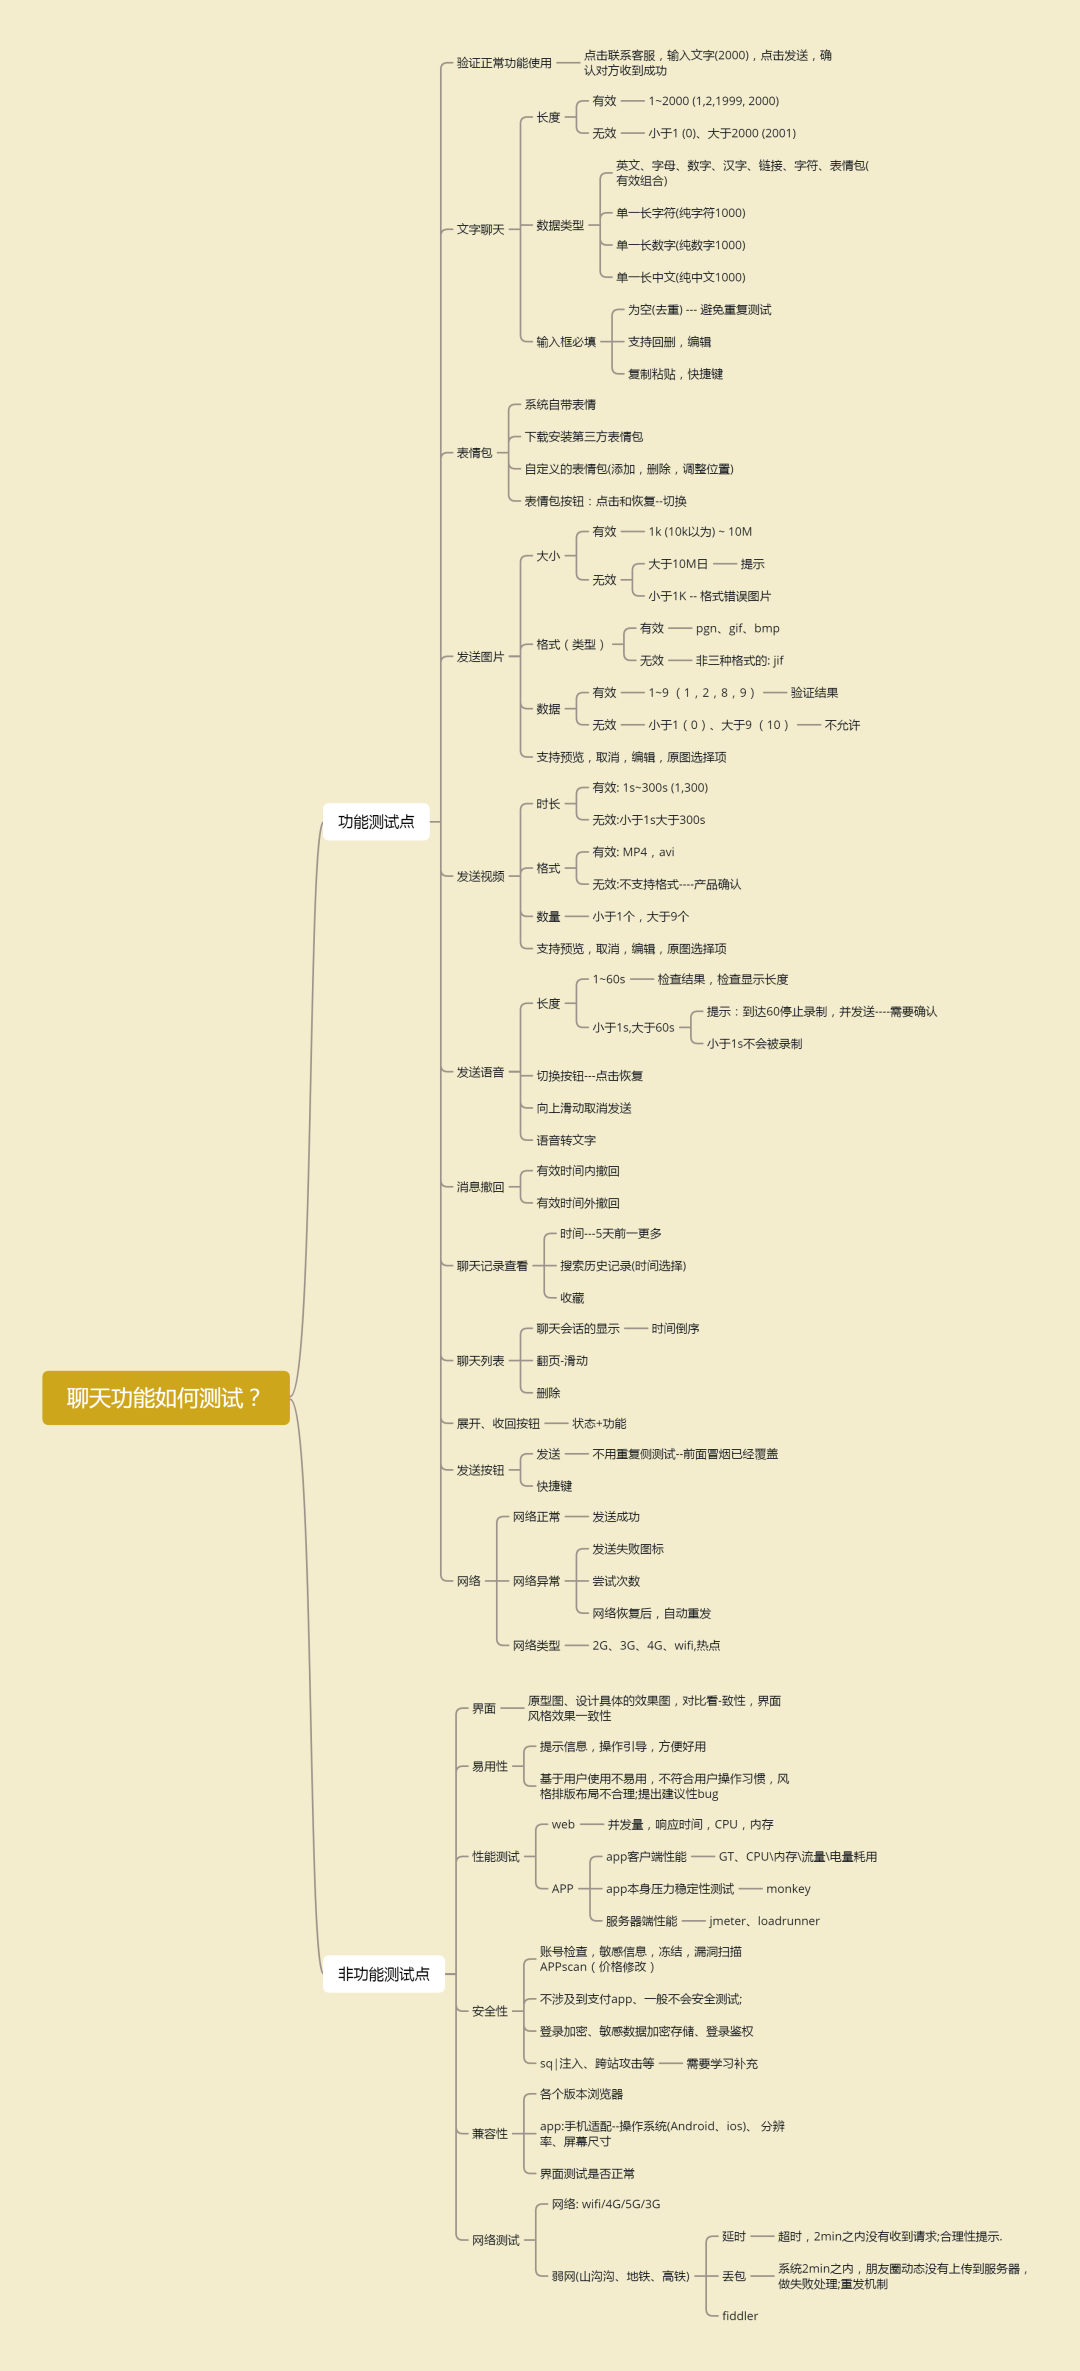 验证正常功能使用
点击联系客服，输入文字(2000)，点击发送，确
认对方收到成功
文字聊天
长度
有效
1~2000 (1,2,1999, 2000)
无效
小于1 (0)、大于2000 (2001)
数据类型
英文、字母、数字、汉字、链接、字符、表情包(
有效组合)
单一长字符(纯字符1000)
单一长数字(纯数字1000)
单一长中文(纯中文1000)
输入框必填
为空(去重) --- 避免重复测试
支持回删，编辑
复制粘贴，快捷键
表情包
系统自带表情
下载安装第三方表情包
自定义的表情包(添加，删除，调整位置)
表情包按钮：点击和恢复--切换
发送图片
大小
有效
1k (10k以为) ~ 10M
无效
大于10M日
提示
小于1K -- 格式错误图片
格式（类型）
有效
pgn、gif、bmp
无效
非三种格式的: jif
数据
有效
1~9 （1，2，8，9）
验证结果
无效
小于1（0）、大于9 （10）
不允许
支持预览，取消，编辑，原图选择项
功能测试点
发送视频
时长
有效: 1s~300s (1,300)
无效:小于1s大于300s
格式
有效: MP4，avi
无效:不支持格式----产品确认
数量
小于1个，大于9个
支持预览，取消，编辑，原图选择项
发送语音
长度
1~60s
检查结果，检查显示长度
小于1s,大于60s
提示：到达60停止录制，并发送----需要确认
小于1s不会被录制
切换按钮---点击恢复
向上滑动取消发送
语音转文字
消息撤回
有效时间内撤回
有效时间外撤回
聊天记录查看
时间---5天前一更多
搜索历史记录(时间选择)
收藏
聊天列表
聊天会话的显示
时间倒序
翻页-滑动
删除
聊天功能如何测试？
展开、收回按钮
状态+功能
发送按钮
发送
不用重复侧测试--前面冒烟已经覆盖
快捷键
网络
网络正常
发送成功
网络异常
发送失败图标
尝试次数
网络恢复后，自动重发
网络类型
2G、3G、4G、wifi,热点
界面
原型图、设计具体的效果图，对比看-致性，界面
风格效果一致性
易用性
提示信息，操作引导，方便好用
基于用户使用不易用，不符合用户操作习惯，风
格排版布局不合理;提出建议性bug
性能测试
web
并发量，响应时间，CPU，内存
APP
app客户端性能
GT、CPU\内存\流量\电量耗用
app本身压力稳定性测试
monkey
服务器端性能
jmeter、loadrunner
非功能测试点
安全性
账号检查，敏感信息，冻结，漏洞扫描
APPscan（价格修改）
不涉及到支付app、一般不会安全测试;
登录加密、敏感数据加密存储、登录鉴权
sq|注入、跨站攻击等
需要学习补充
兼容性
各个版本浏览器
app:手机适配--操作系统(Android、ios)、 分辨
率、屏幕尺寸
界面测试是否正常
网络测试
网络: wifi/4G/5G/3G
弱网(山沟沟、地铁、高铁)
延时
超时，2min之内没有收到请求;合理性提示.
丢包
系统2min之内，朋友圈动态没有上传到服务器，
做失败处理;重发机制
fiddler